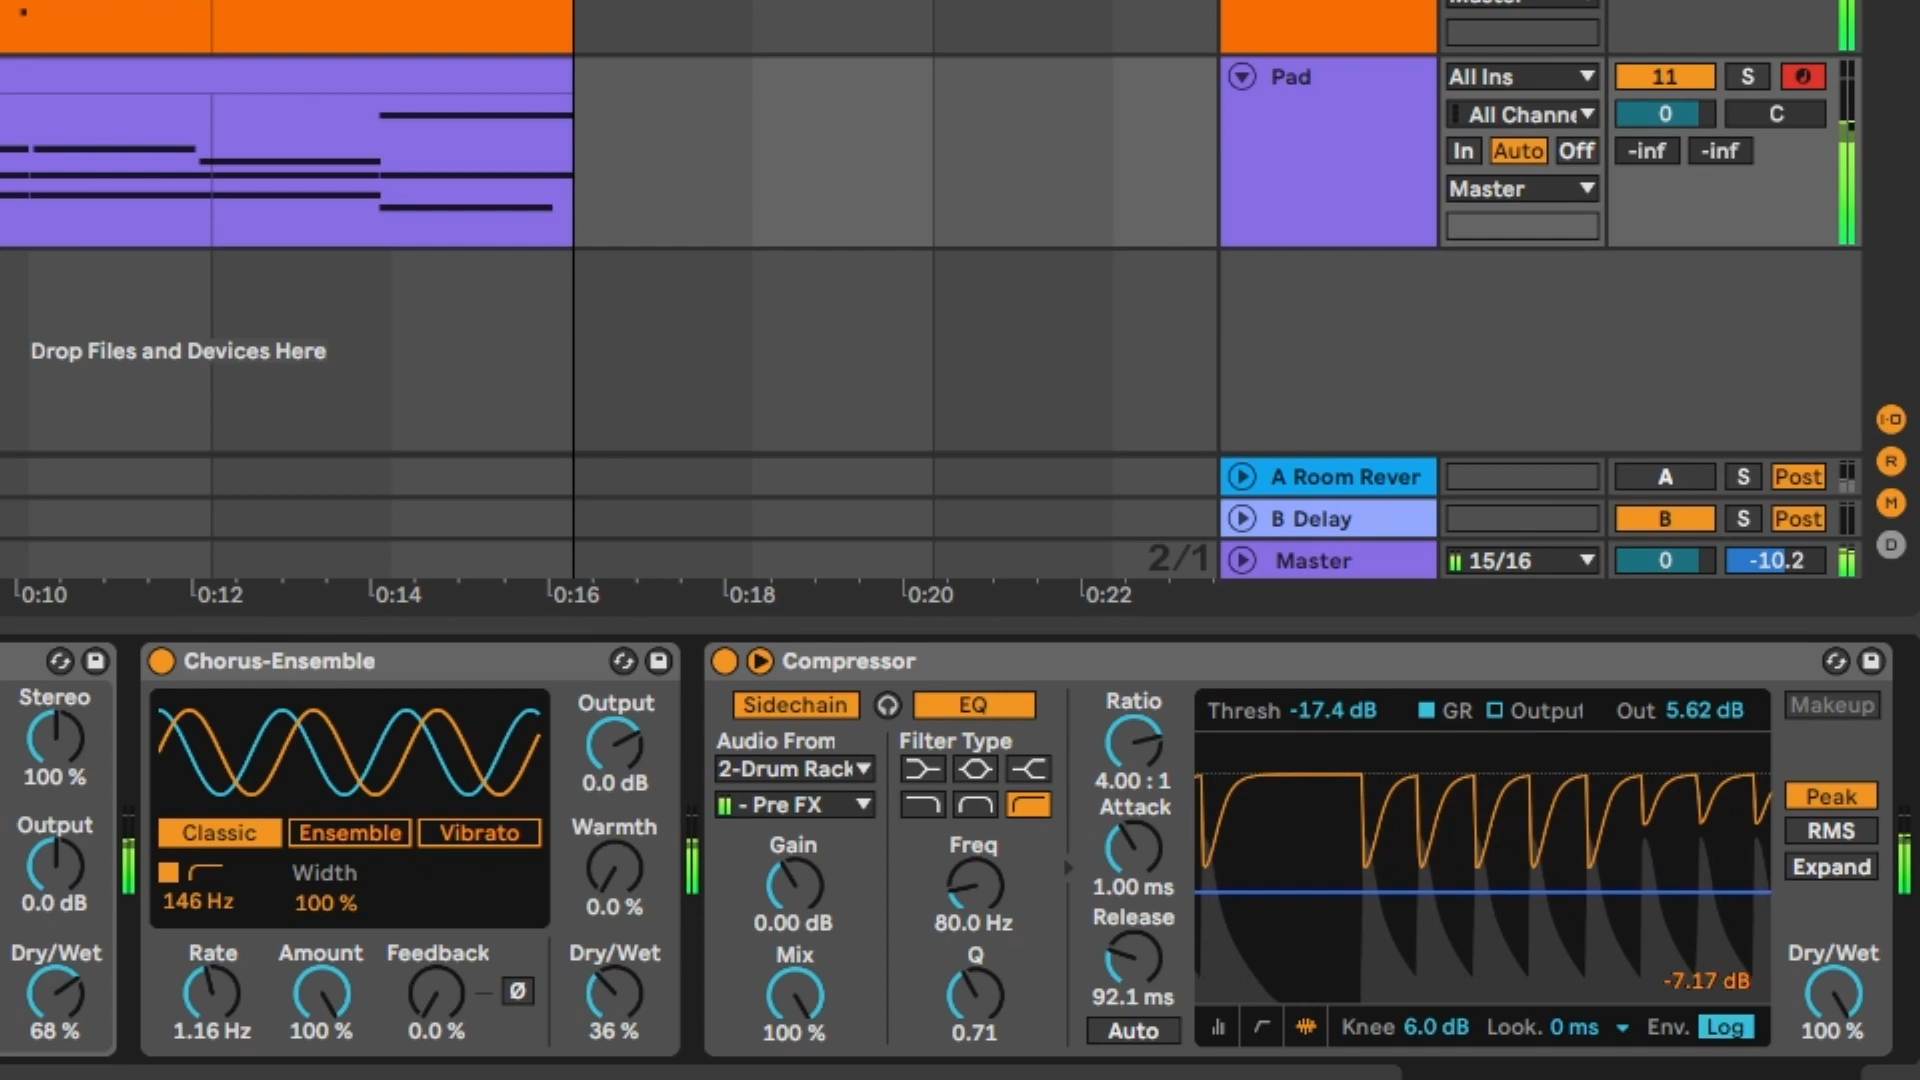 Pad
All Ins
11
S
All Channe
0
C
In
Auto
Off
-inf
-inf
Master
Drop Files and Devices Here
A Room Rever
A
S
Post
B Delay
B
S
Post
2/1
Master
15/16
0
-10.2
I-O
R
M
D
0:10
0:12
0:14
0:16
0:18
0:20
0:22
Stereo
100 %
Output
0.0 dB
Dry/Wet
68 %
Chorus-Ensemble
Output
0.0 dB
Classic
Ensemble
Vibrato
Warmth
0.0 %
Width
146 Hz
100 %
Rate
Amount
Feedback
Dry/Wet
Ø
1.16 Hz
100 %
0.0 %
36 %
Compressor
Sidechain
EQ
Audio From
Filter Type
2-Drum Rack
- Pre FX
Gain
Freq
0.00 dB
80.0 Hz
Mix
Q
100 %
0.71
Ratio
4.00 : 1
Attack
1.00 ms
Release
92.1 ms
Auto
Thresh -17.4 dB
GR
Output
Out 5.62 dB
-7.17 dB
Knee 6.0 dB
Look. 0 ms
Env.
Log
Makeup
Peak
RMS
Expand
Dry/Wet
100 %